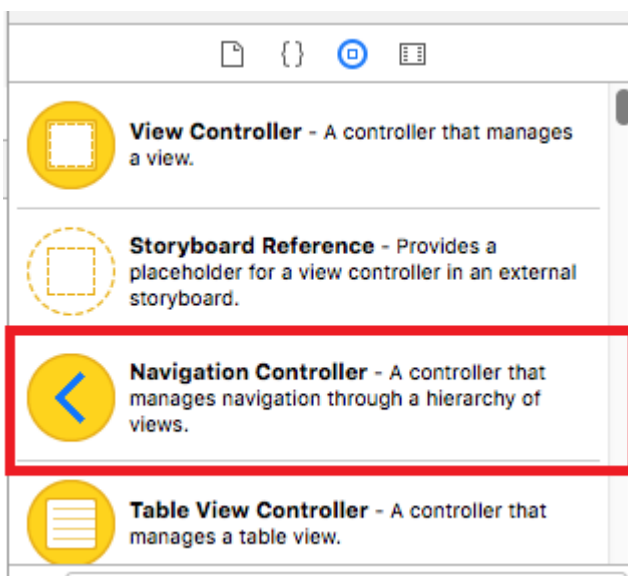 View Controller - A controller that manages
a view.
Storyboard Reference - Provides a
placeholder for a view controller in an external
storyboard.
Navigation Controller - A controller that
manages navigation through a hierarchy of
views.
Table View Controller - A controller that
manages a table view.